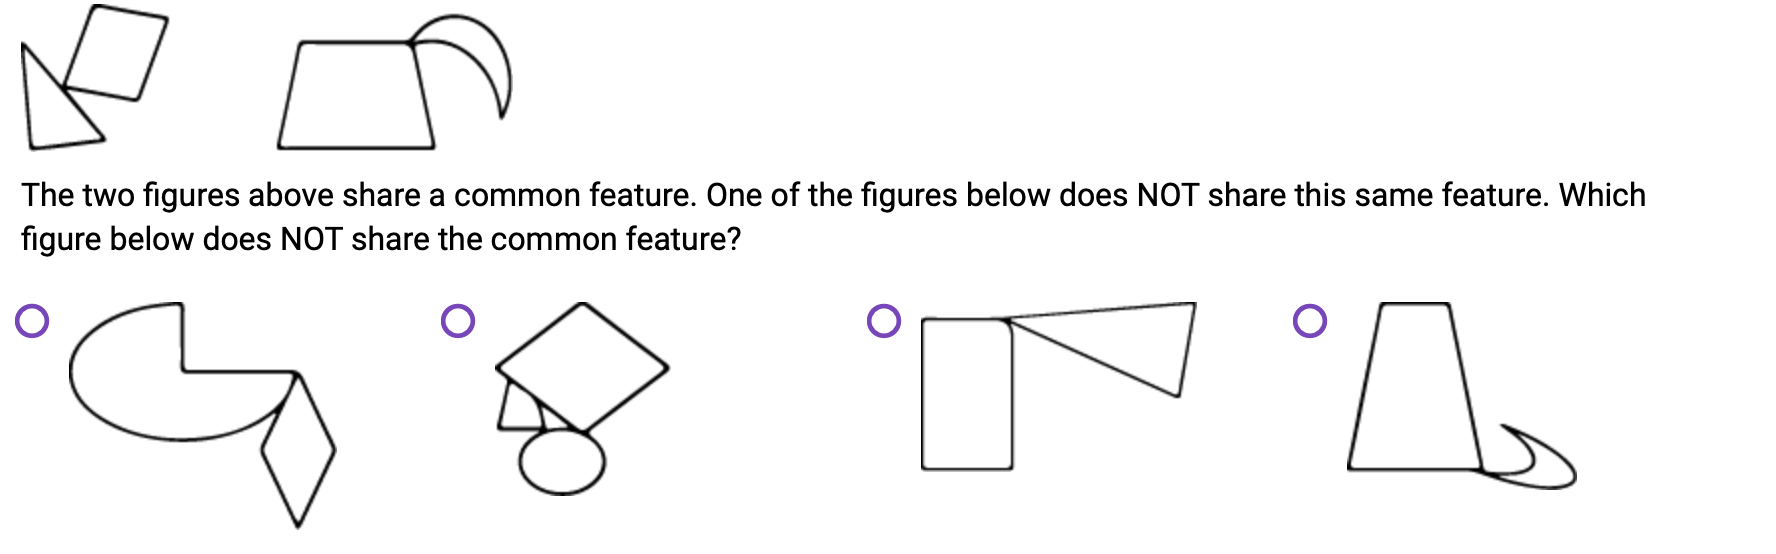 The two figures above share a common feature. One of the figures below does NOT share this same feature. Which
figure below does NOT share the common feature?